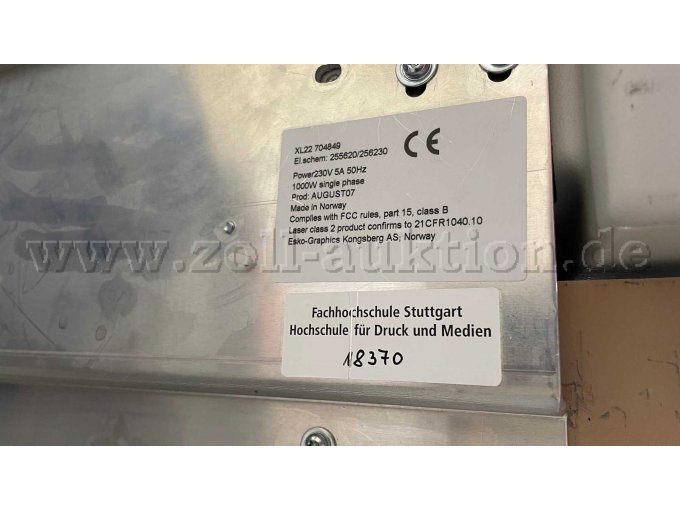 XL22 704849
El.schem: 255620/256230
CE
Power230V 5A 50Hz
1000W single phase
Prod: AUGUST07
Made in Norway
Complies with FCC rules, part 15, class B
Laser class 2 product confirms to 21CFR1040.10
Esko-Graphics Kongsberg AS, Norway
www.zoll-auktion.de
Fachhochschule Stuttgart
Hochschule für Druck und Medien
18370